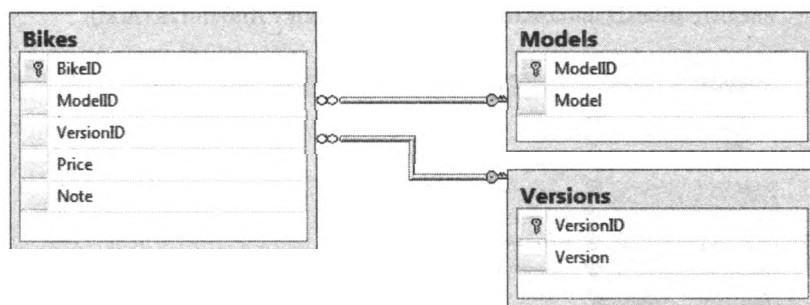 Bikes
BikeID
ModelID
VersionID
Price
Note
Models
ModelID
Model
Versions
VersionID
Version